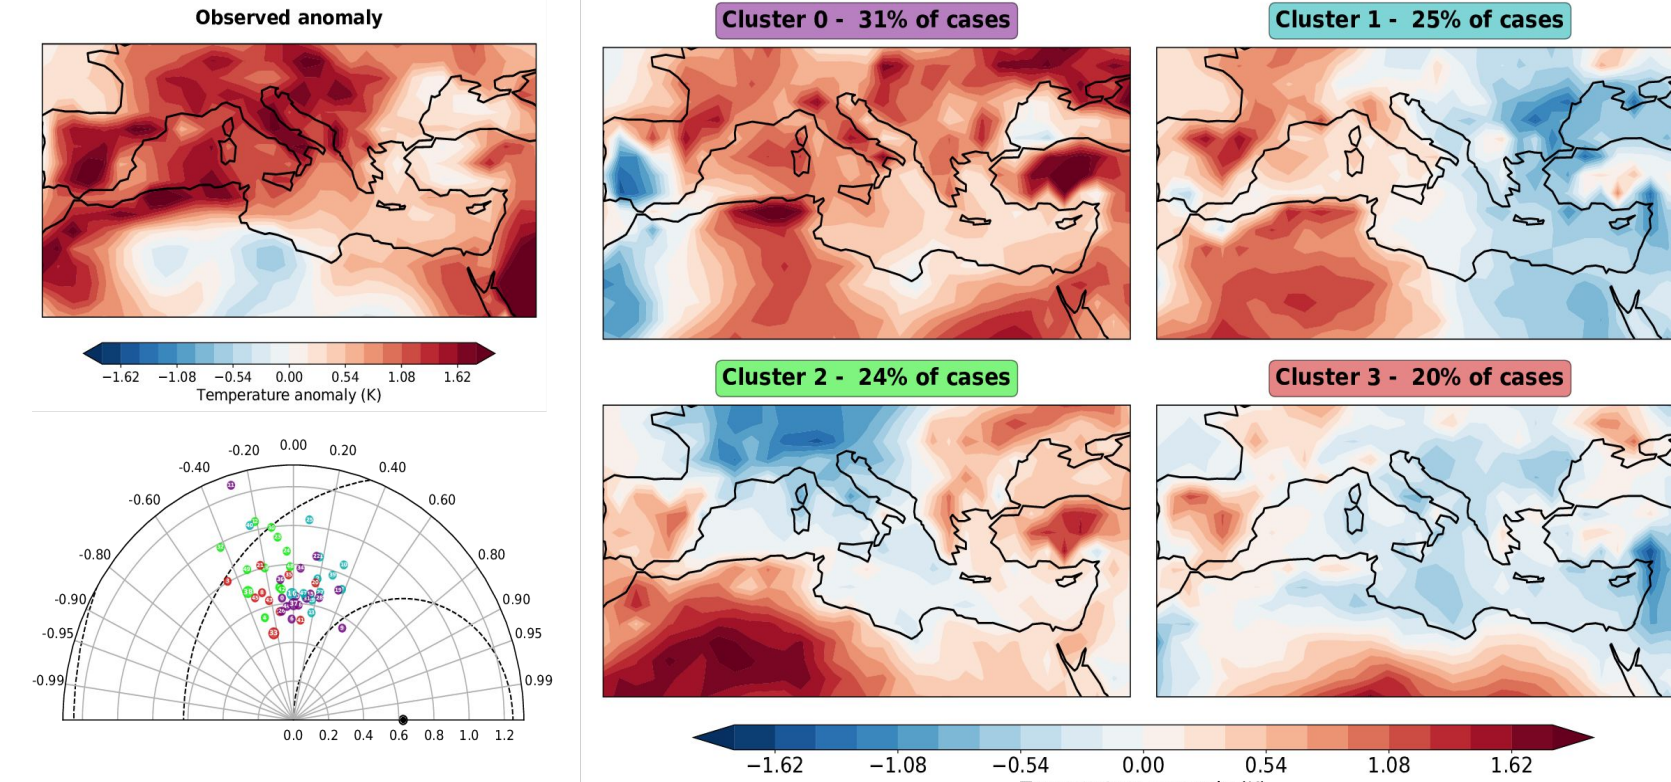 Observed anomaly
−1.62 −1.08 −0.54 0.00 0.54 1.08 1.62
Temperature anomaly (K)
0.00
-0.20 0.20
-0.40 0.40
-0.60 0.60
-0.80 0.80
-0.90 0.90
-0.95 0.95
-0.99 0.99
0.0 0.2 0.4 0.6 0.8 1.0 1.2
Cluster 0 - 31% of cases
Cluster 1 - 25% of cases
Cluster 2 - 24% of cases
Cluster 3 - 20% of cases
−1.62 −1.08 −0.54 0.00 0.54 1.08 1.62